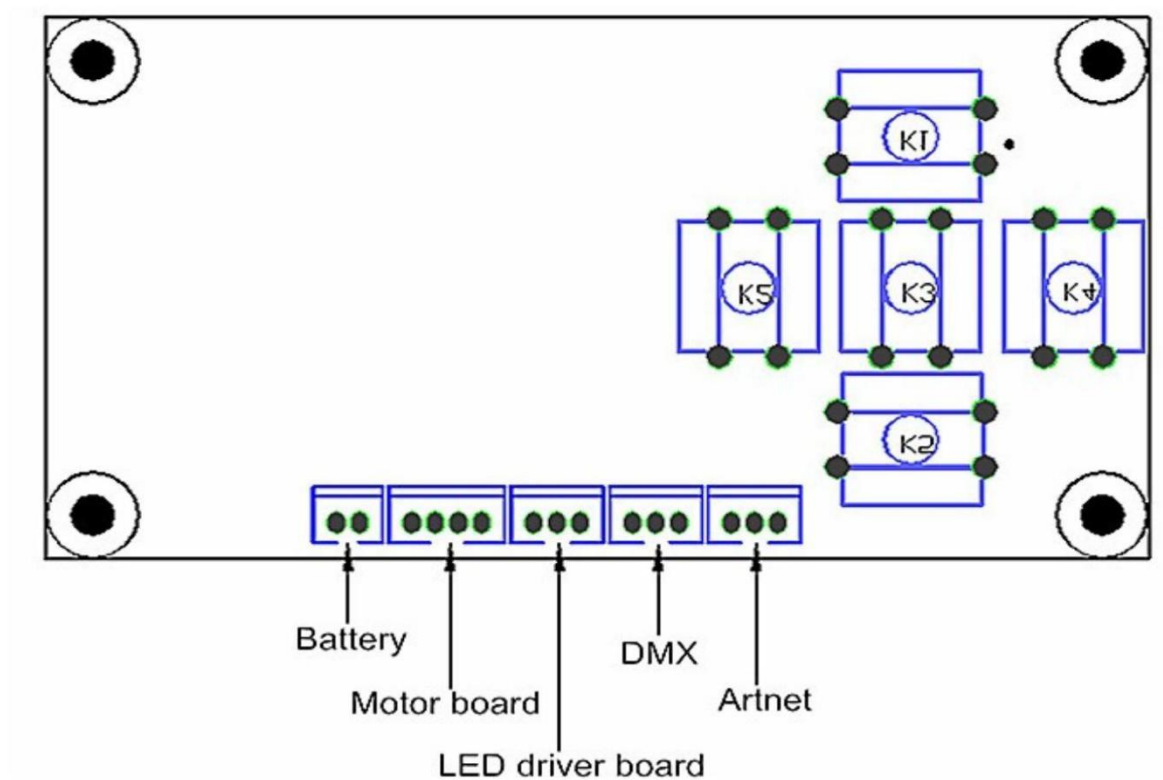 K1
K5
K3
K4
K2
Battery
DMX
Motor board
Artnet
LED driver board